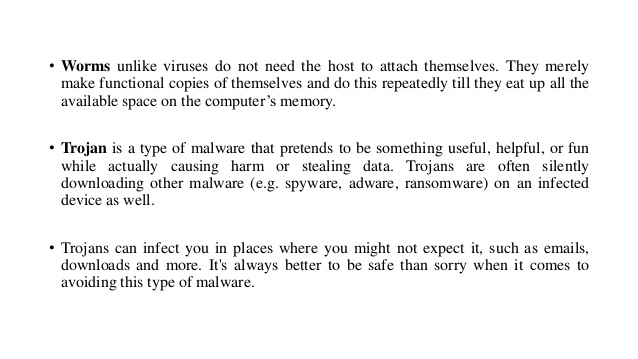 • Worms unlike viruses do not need the host to attach themselves. They merely
make functional copies of themselves and do this repeatedly till they eat up all the
available space on the computer’s memory.
• Trojan is a type of malware that pretends to be something useful, helpful, or fun
while actually causing harm or stealing data. Trojans are often silently
downloading other malware (e.g. spyware, adware, ransomware) on an infected
device as well.
• Trojans can infect you in places where you might not expect it, such as emails,
downloads and more. It's always better to be safe than sorry when it comes to
avoiding this type of malware.